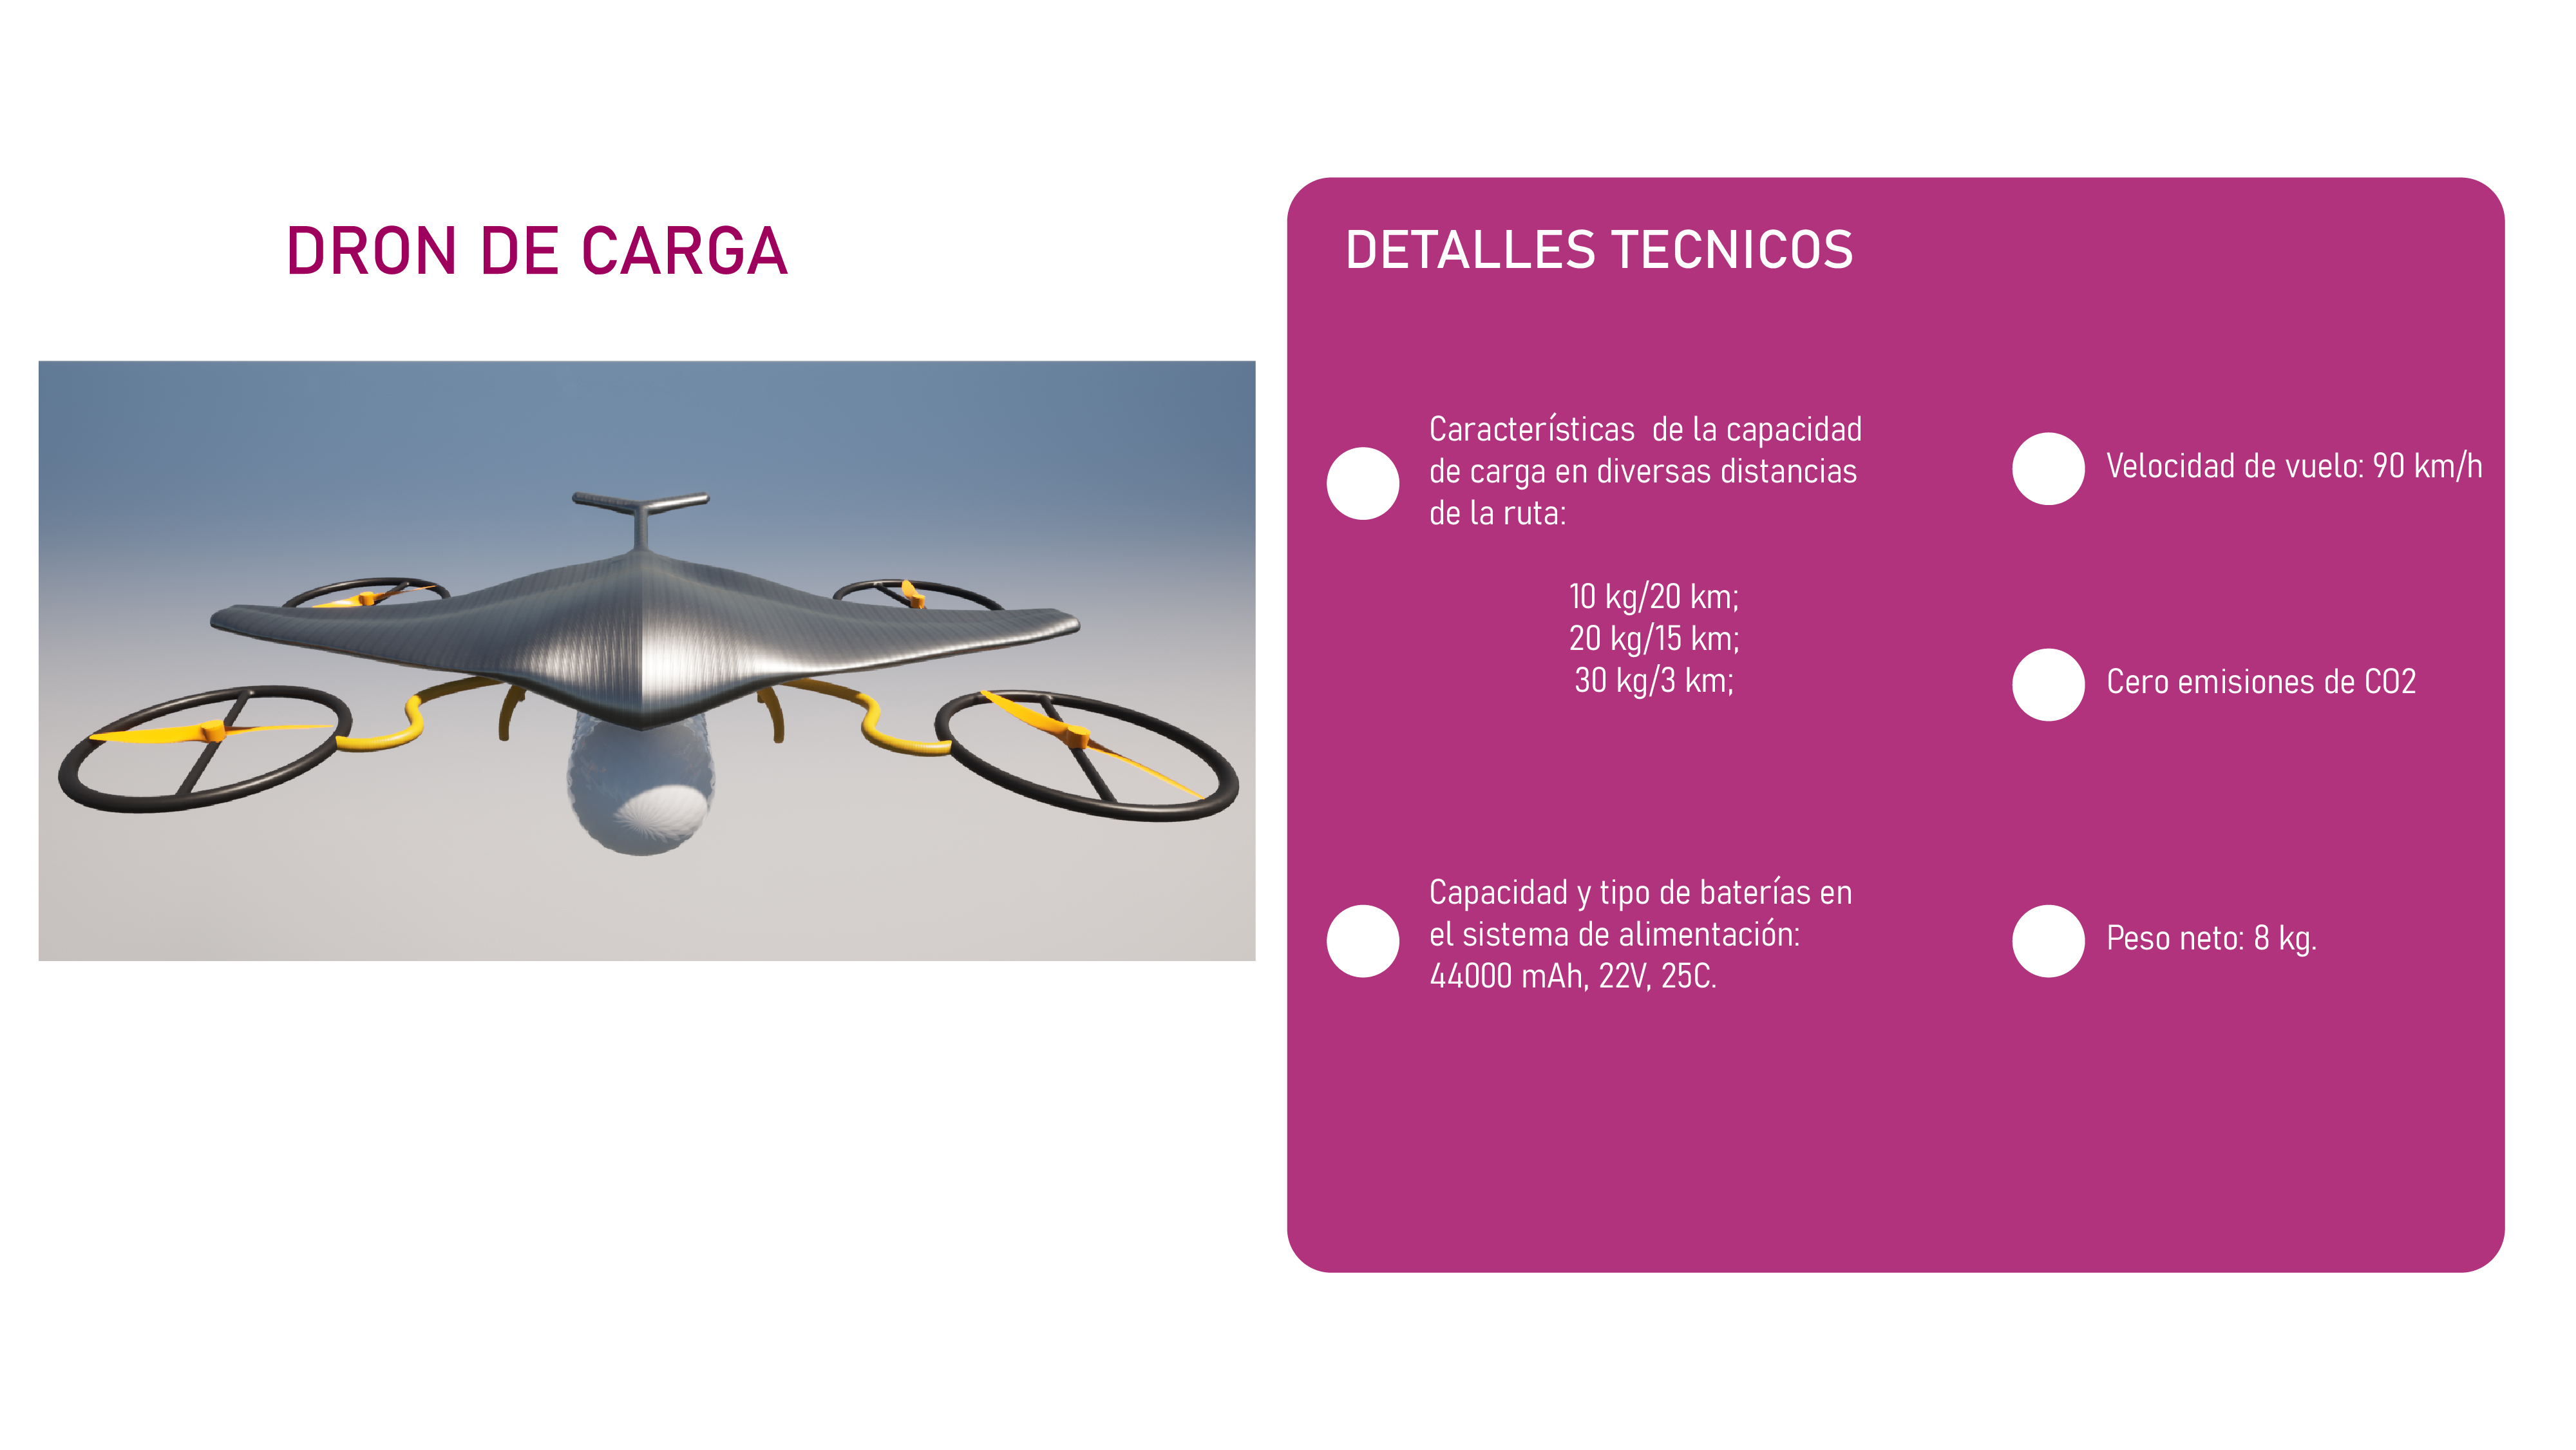 DRON DE CARGA
DETALLES TECNICOS
Características de la capacidad
de carga en diversas distancias
de la ruta:
10 kg/20 km;
20 kg/15 km;
30 kg/3 km;
Capacidad y tipo de baterías en
el sistema de alimentación:
44000 mAh, 22V, 25C.
Velocidad de vuelo: 90 km/h
Cero emisiones de CO2
Peso neto: 8 kg.